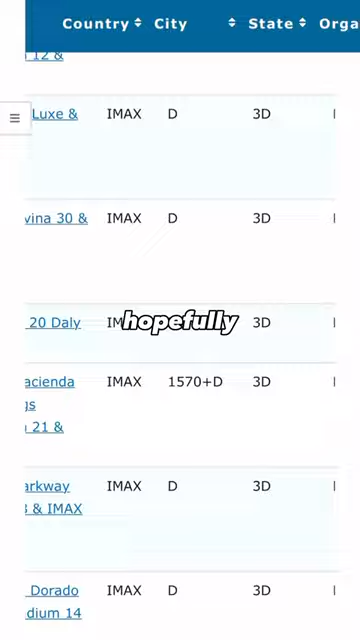 Country City State Orga
12 &
Luxe & IMAX D 3D
vina 30 & IMAX D 3D
20 Daly IM 3D
hopefully
acienda IMAX 1570+D 3D
gs
21 &
arkway IMAX D 3D
& IMAX
Dorado IMAX D 3D
dium 14